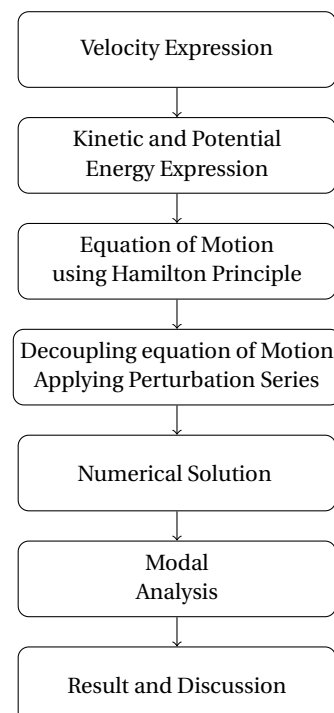 Velocity Expression
Kinetic and Potential
Energy Expression
Equation of Motion
using Hamilton Principle
Decoupling equation of Motion
Applying Perturbation Series
Numerical Solution
Modal
Analysis
Result and Discussion